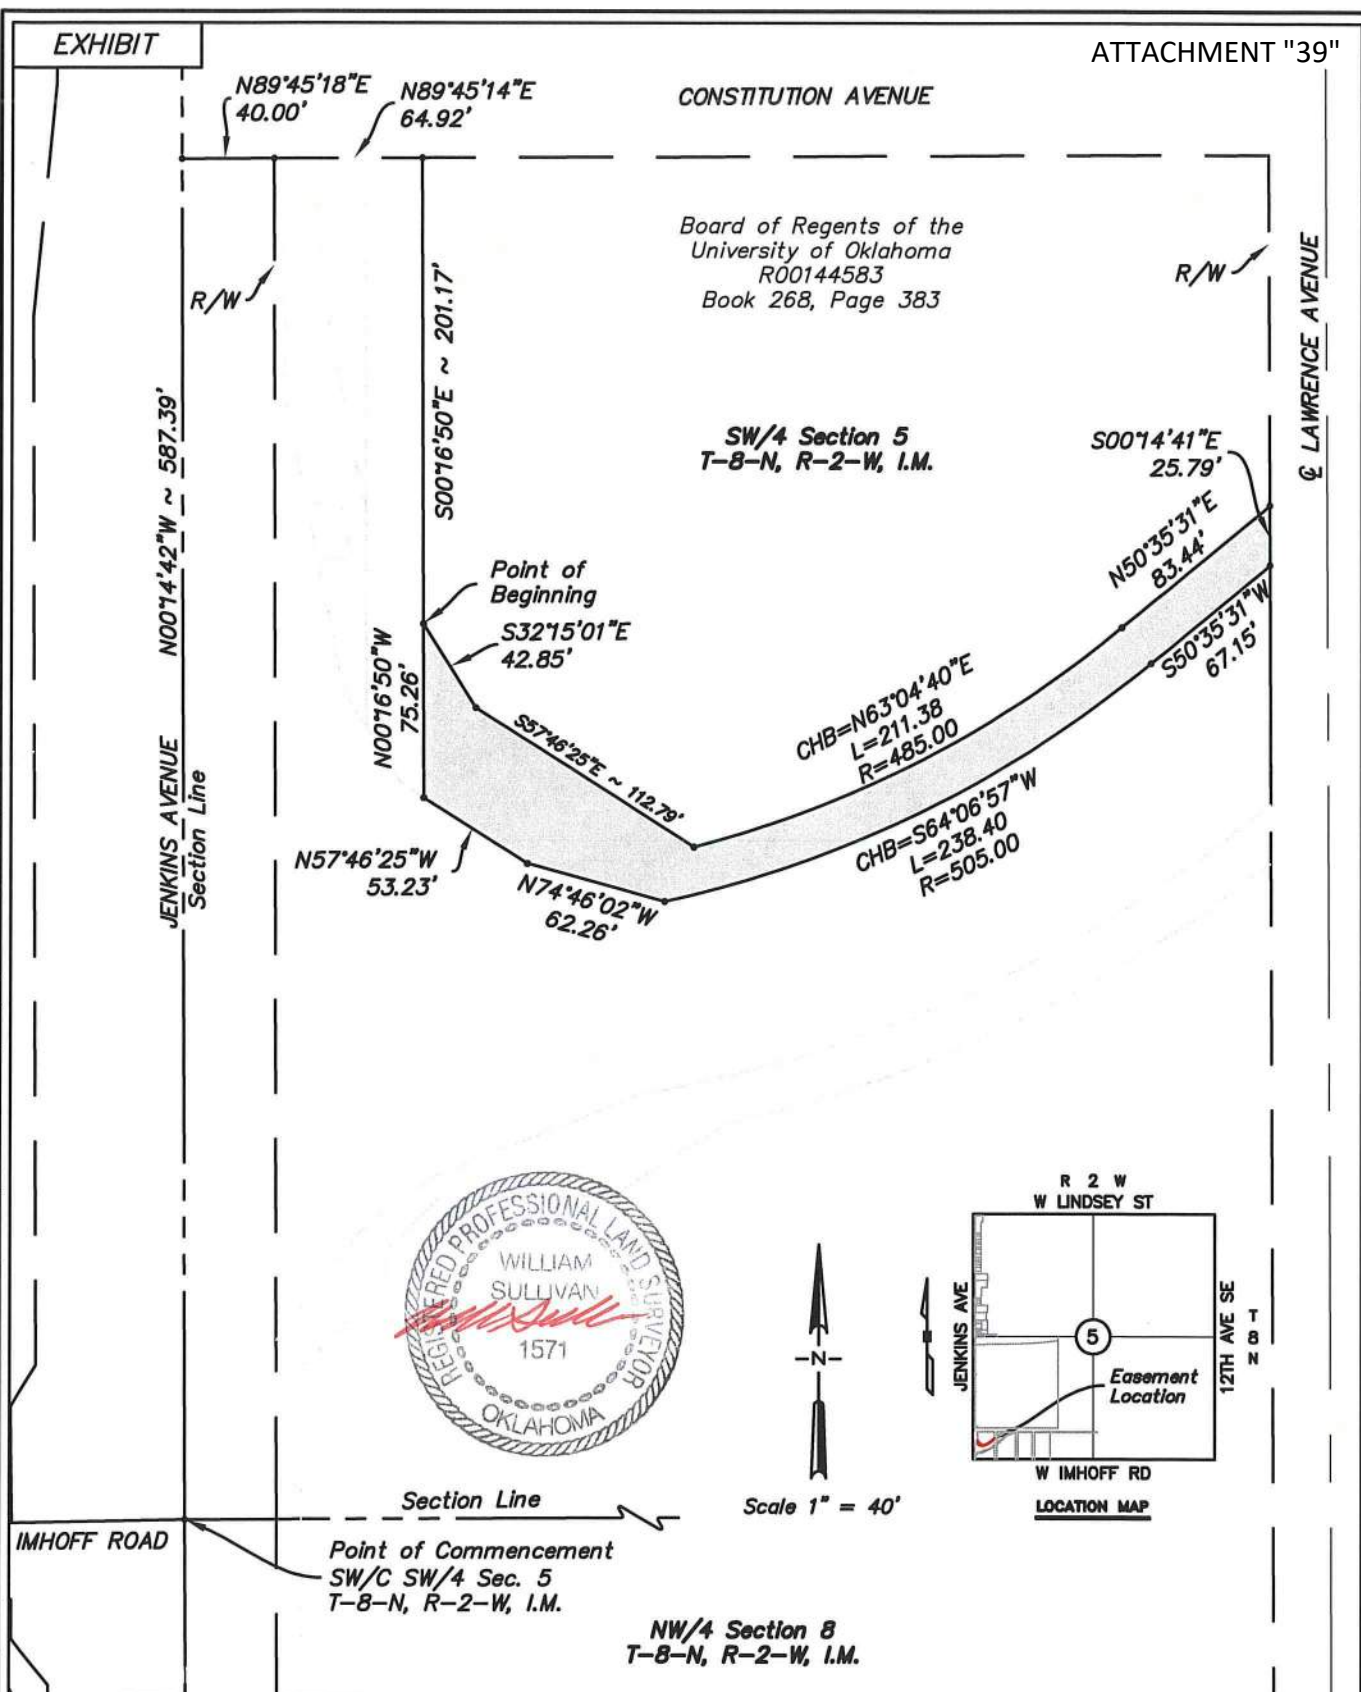 EXHIBIT
ATTACHMENT "39"
N89°45'18"E
40.00'
N89°45'14"E
64.92'
CONSTITUTION AVENUE
Board of Regents of the
University of Oklahoma
R00144583
Book 268, Page 383
R/W
R/W
S00°16'50"E ~ 201.17'
℄ LAWRENCE AVENUE
N00°14'42"W ~ 587.39'
SW/4 Section 5
T-8-N, R-2-W, I.M.
S00°14'41"E
25.79'
Point of
Beginning
S32°15'01"E
42.85'
N50°35'31"E
83.44'
S50°35'31"W
67.15'
N00°16'50"W
75.26'
S57°46'25"E ~ 112.79'
CHB=N63°04'40"E
L=211.38
R=485.00
CHB=S64°06'57"W
L=238.40
R=505.00
JENKINS AVENUE
Section Line
N57°46'25"W
53.23'
N74°46'02"W
62.26'
REGISTERED PROFESSIONAL LAND SURVEYOR
WILLIAM
SULLIVAN
1571
OKLAHOMA
-N-
Scale 1" = 40'
R 2 W
W LINDSEY ST
JENKINS AVE
5
12TH AVE SE
T
8
N
Easement
Location
W IMHOFF RD
LOCATION MAP
Section Line
IMHOFF ROAD
Point of Commencement
SW/C SW/4 Sec. 5
T-8-N, R-2-W, I.M.
NW/4 Section 8
T-8-N, R-2-W, I.M.